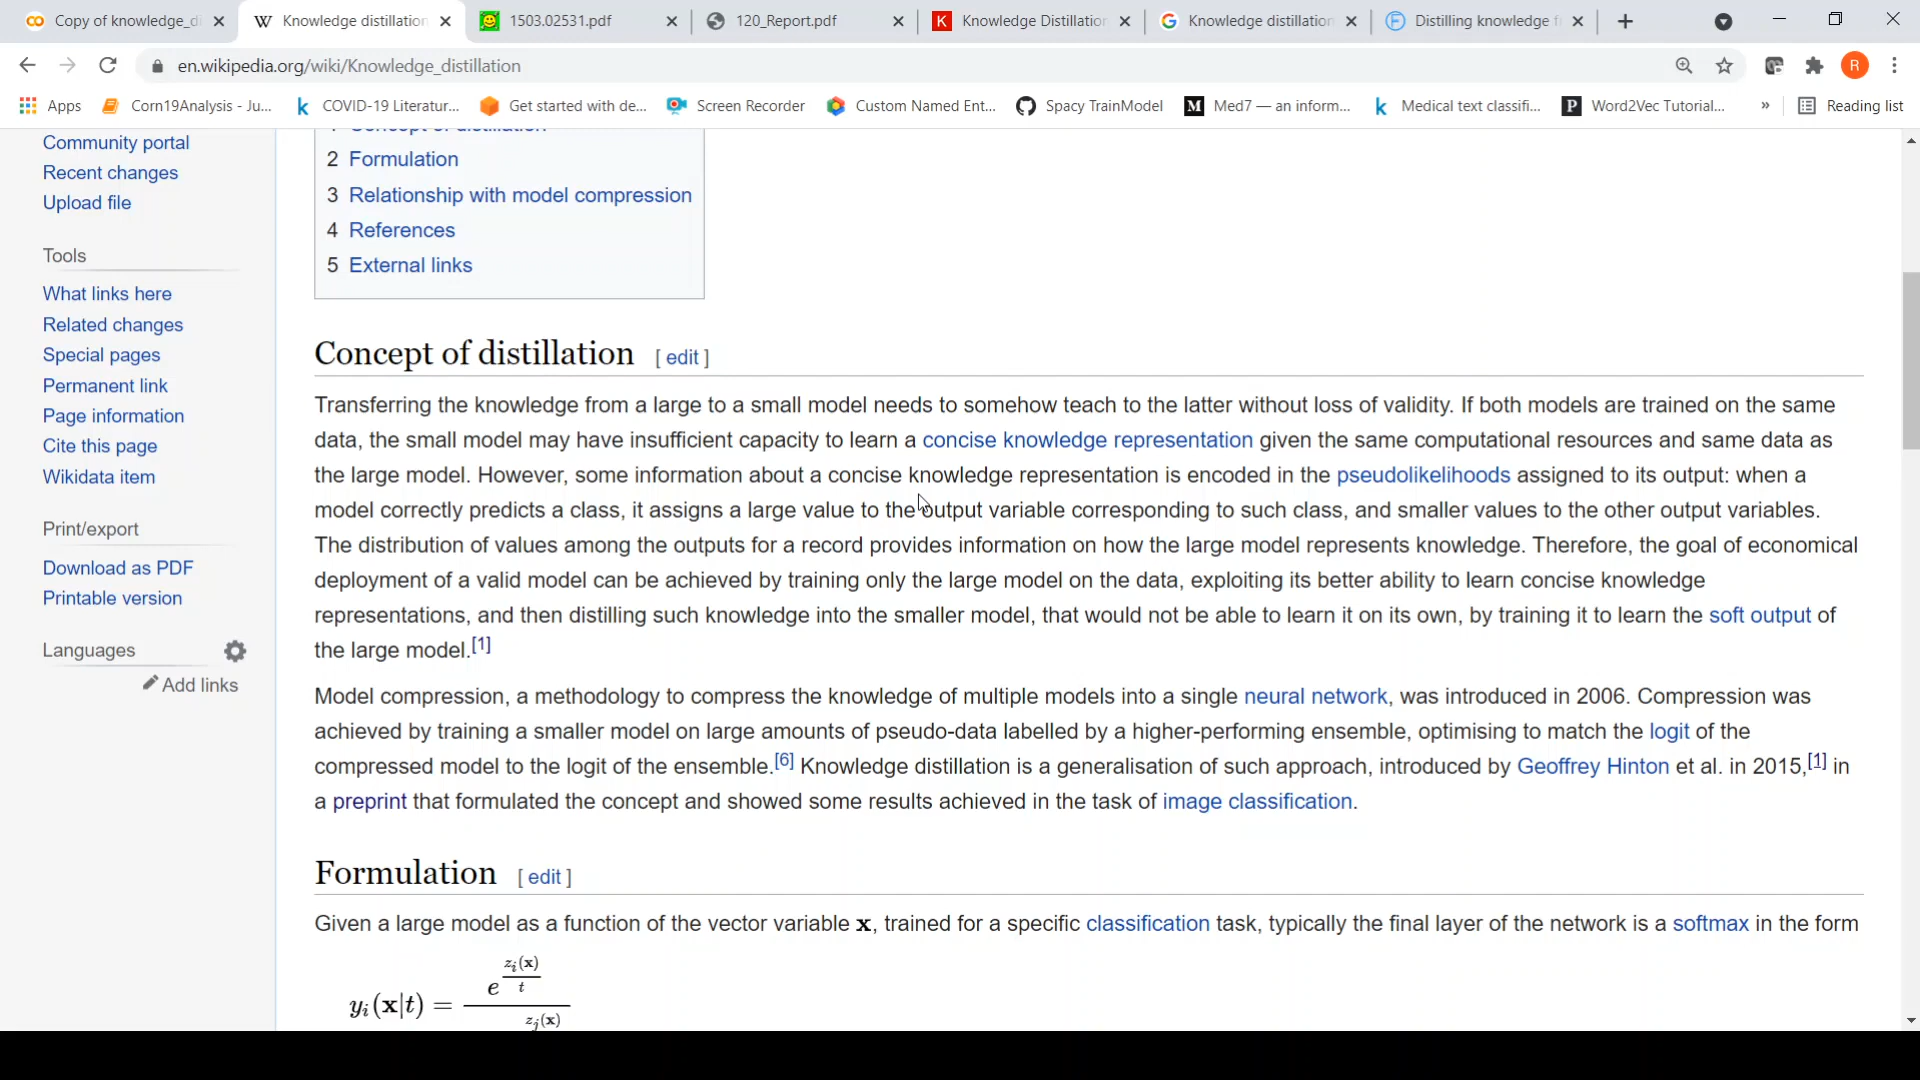 Copy of knowledge_di
Knowledge distillation
1503.02531.pdf
120_Report.pdf
Knowledge Distillation
Knowledge distillation
Distilling knowledge f
en.wikipedia.org/wiki/Knowledge_distillation
R
Apps
Corn19Analysis - Ju...
COVID-19 Literatur...
Get started with de...
Screen Recorder
Custom Named Ent...
Spacy TrainModel
Med7 — an inform...
Medical text classifi...
Word2Vec Tutorial...
»
Reading list
Community portal
Recent changes
Upload file
Tools
What links here
Related changes
Special pages
Permanent link
Page information
Cite this page
Wikidata item
Print/export
Download as PDF
Printable version
Languages
Add links
1 Concept of distillation
2 Formulation
3 Relationship with model compression
4 References
5 External links
Concept of distillation [ edit ]
Transferring the knowledge from a large to a small model needs to somehow teach to the latter without loss of validity. If both models are trained on the same
data, the small model may have insufficient capacity to learn a concise knowledge representation given the same computational resources and same data as
the large model. However, some information about a concise knowledge representation is encoded in the pseudolikelihoods assigned to its output: when a
model correctly predicts a class, it assigns a large value to the output variable corresponding to such class, and smaller values to the other output variables.
The distribution of values among the outputs for a record provides information on how the large model represents knowledge. Therefore, the goal of economical
deployment of a valid model can be achieved by training only the large model on the data, exploiting its better ability to learn concise knowledge
representations, and then distilling such knowledge into the smaller model, that would not be able to learn it on its own, by training it to learn the soft output of
the large model.[1]
Model compression, a methodology to compress the knowledge of multiple models into a single neural network, was introduced in 2006. Compression was
achieved by training a smaller model on large amounts of pseudo-data labelled by a higher-performing ensemble, optimising to match the logit of the
compressed model to the logit of the ensemble.[6] Knowledge distillation is a generalisation of such approach, introduced by Geoffrey Hinton et al. in 2015,[1] in
a preprint that formulated the concept and showed some results achieved in the task of image classification.
Formulation [ edit ]
Given a large model as a function of the vector variable x, trained for a specific classification task, typically the final layer of the network is a softmax in the form
zi(x)
e t
yi(x|t) =
zj(x)